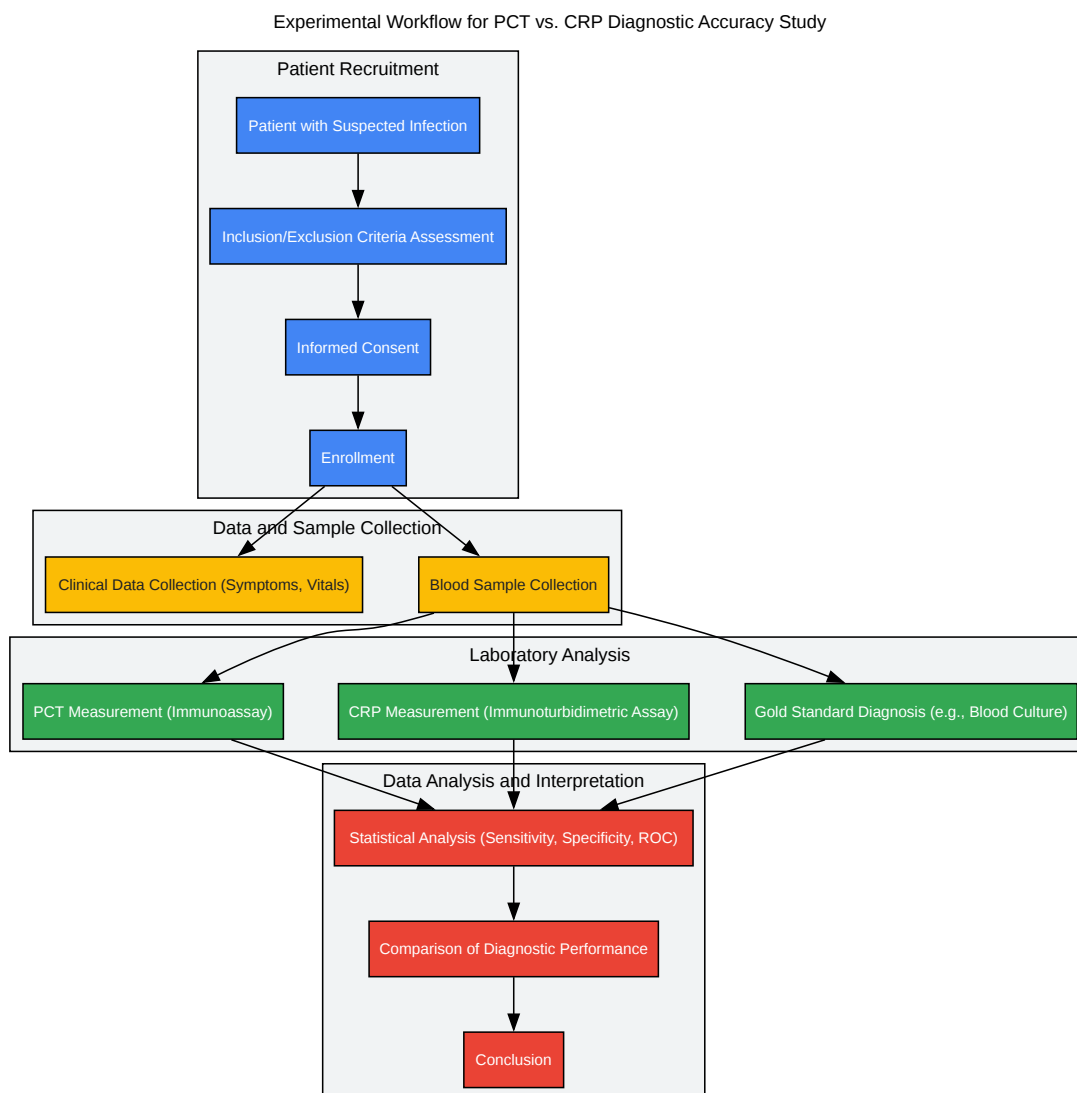 Experimental Workflow for PCT vs. CRP Diagnostic Accuracy Study
Patient Recruitment
Patient with Suspected Infection
Inclusion/Exclusion Criteria Assessment
Informed Consent
Enrollment
Data and Sample Collection
Clinical Data Collection (Symptoms, Vitals)
Blood Sample Collection
Laboratory Analysis
PCT Measurement (Immunoassay)
CRP Measurement (Immunoturbidimetric Assay)
Gold Standard Diagnosis (e.g., Blood Culture)
Data Analysis and Interpretation
Statistical Analysis (Sensitivity, Specificity, ROC)
Comparison of Diagnostic Performance
Conclusion